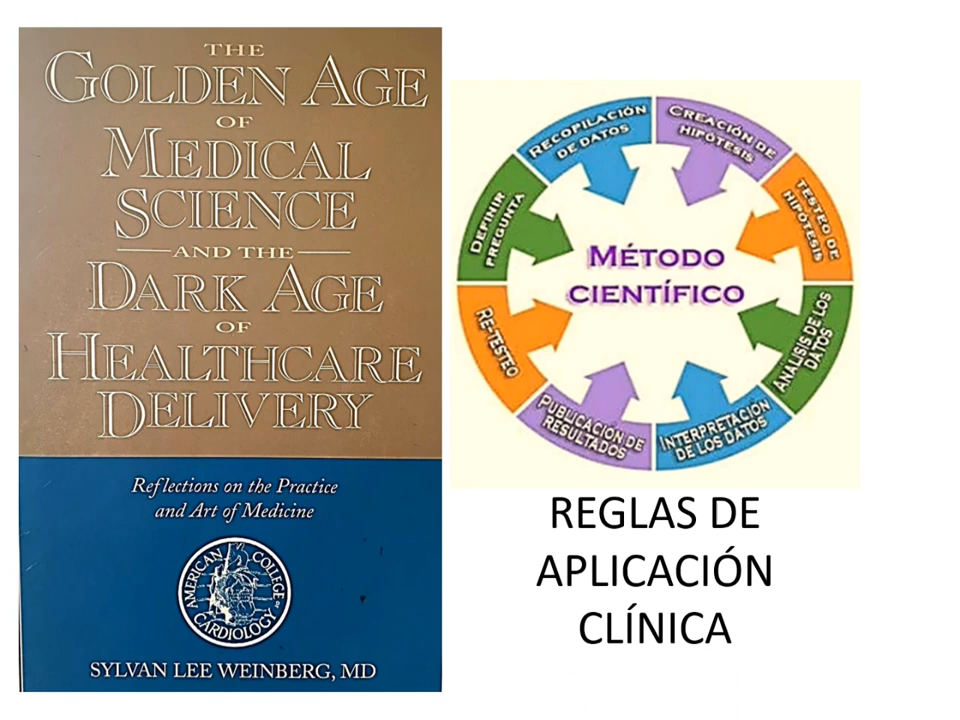 THE
GOLDEN AGE
OF
MEDICAL
SCIENCE
AND THE
DARK AGE
OF
HEALTHCARE
DELIVERY
Reflections on the Practice
and Art of Medicine
AMERICAN COLLEGE OF CARDIOLOGY
SYLVAN LEE WEINBERG, MD
MÉTODO
CIENTÍFICO
DEFINIR
PREGUNTA
RECOPILACIÓN
DE DATOS
CREACIÓN DE
HIPÓTESIS
TESTEO DE
HIPÓTESIS
ANÁLISIS DE LOS
DATOS
INTERPRETACIÓN
DE LOS DATOS
PUBLICACIÓN DE
RESULTADOS
RE-TESTEO
REGLAS DE
APLICACIÓN
CLÍNICA